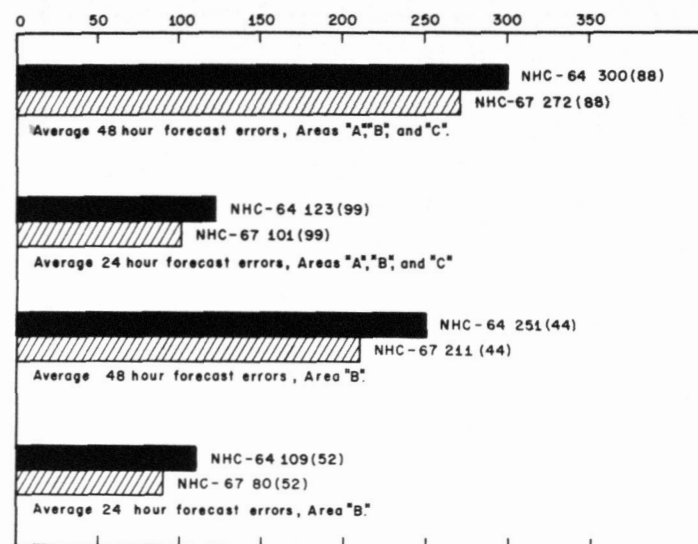 0 50 100 150 200 250 300 350
NHC-64 300(88)
NHC-67 272(88)
Average 48 hour forecast errors, Areas "A","B", and "C".
NHC-64 123(99)
NHC-67 101(99)
Average 24 hour forecast errors, Areas "A","B", and "C"
NHC-64 251(44)
NHC-67 211(44)
Average 48 hour forecast errors, Area "B".
NHC-64 109(52)
NHC-67 80(52)
Average 24 hour forecast errors, Area "B."